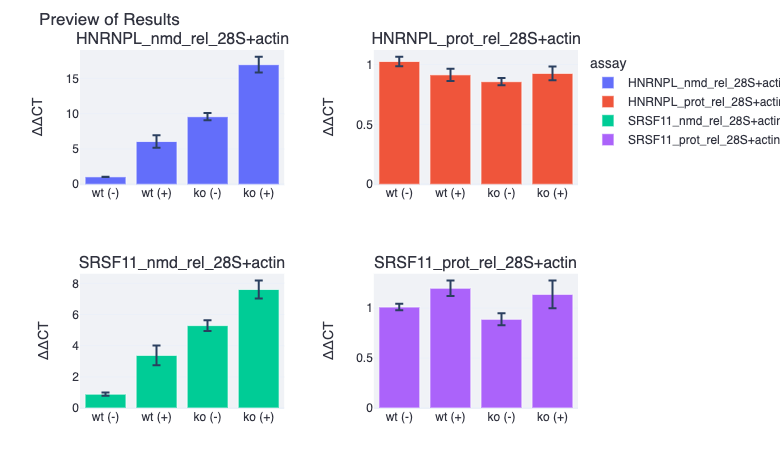 Preview of Results
HNRNPL_nmd_rel_28S+actin
ΔΔCT
15
10
5
0
wt (-) wt (+) ko (-) ko (+)
HNRNPL_prot_rel_28S+actin
ΔΔCT
1
0.5
0
wt (-) wt (+) ko (-) ko (+)
assay
HNRNPL_nmd_rel_28S+acti
HNRNPL_prot_rel_28S+actin
SRSF11_nmd_rel_28S+actin
SRSF11_prot_rel_28S+actin
SRSF11_nmd_rel_28S+actin
ΔΔCT
8
6
4
2
0
wt (-) wt (+) ko (-) ko (+)
SRSF11_prot_rel_28S+actin
ΔΔCT
1
0.5
0
wt (-) wt (+) ko (-) ko (+)